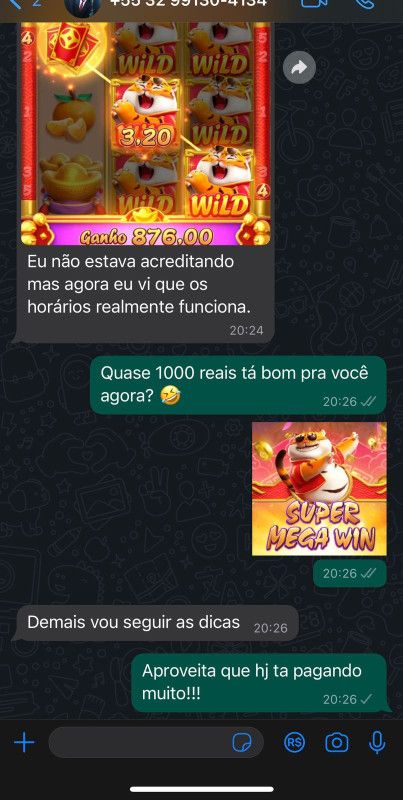 2
+55 32 99130-4134
4
5
WiLD
2
3,20
WiLD
4
WiLD
WiLD
Ganho 876,00
Eu não estava acreditando
mas agora eu vi que os
horários realmente funciona.
20:24
Quase 1000 reais tá bom pra você
agora? 🤣
20:26
SUPER
MEGA WIN
20:26
Demais vou seguir as dicas
20:26
Aproveita que hj ta pagando
muito!!!
20:26
R$